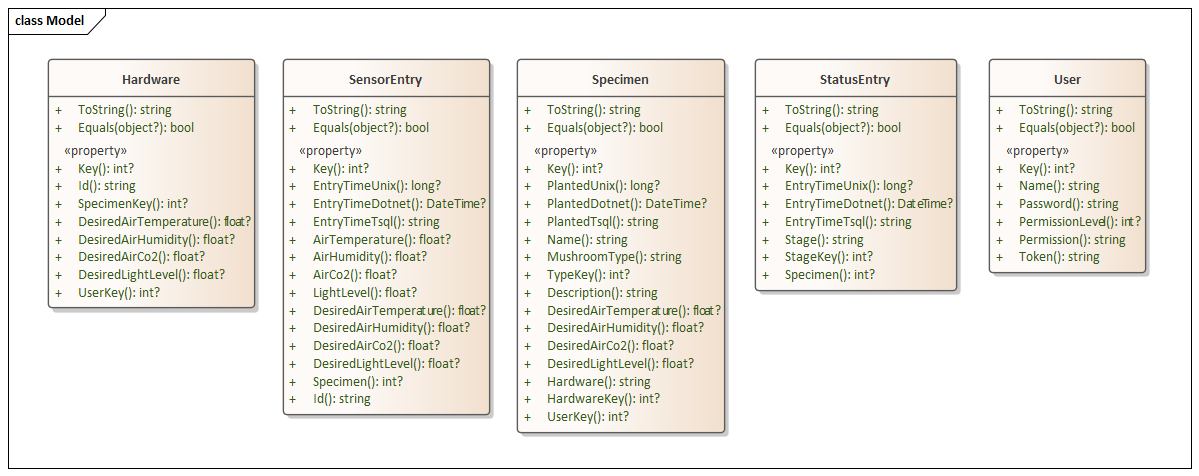 class Model
Hardware
+ ToString(): string
+ Equals(object?): bool
«property»
+ Key(): int?
+ Id(): string
+ SpecimenKey(): int?
+ DesiredAirTemperature(): float?
+ DesiredAirHumidity(): float?
+ DesiredAirCo2(): float?
+ DesiredLightLevel(): float?
+ UserKey(): int?
SensorEntry
+ ToString(): string
+ Equals(object?): bool
«property»
+ Key(): int?
+ EntryTimeUnix(): long?
+ EntryTimeDotnet(): DateTime?
+ EntryTimeTsql(): string
+ AirTemperature(): float?
+ AirHumidity(): float?
+ AirCo2(): float?
+ LightLevel(): float?
+ DesiredAirTemperature(): float?
+ DesiredAirHumidity(): float?
+ DesiredAirCo2(): float?
+ DesiredLightLevel(): float?
+ Specimen(): int?
+ Id(): string
Specimen
+ ToString(): string
+ Equals(object?): bool
«property»
+ Key(): int?
+ PlantedUnix(): long?
+ PlantedDotnet(): DateTime?
+ PlantedTsql(): string
+ Name(): string
+ MushroomType(): string
+ TypeKey(): int?
+ Description(): string
+ DesiredAirTemperature(): float?
+ DesiredAirHumidity(): float?
+ DesiredAirCo2(): float?
+ DesiredLightLevel(): float?
+ Hardware(): string
+ HardwareKey(): int?
+ UserKey(): int?
StatusEntry
+ ToString(): string
+ Equals(object?): bool
«property»
+ Key(): int?
+ EntryTimeUnix(): long?
+ EntryTimeDotnet(): DateTime?
+ EntryTimeTsql(): string
+ Stage(): string
+ StageKey(): int?
+ Specimen(): int?
User
+ ToString(): string
+ Equals(object?): bool
«property»
+ Key(): int?
+ Name(): string
+ Password(): string
+ PermissionLevel(): int?
+ Permission(): string
+ Token(): string